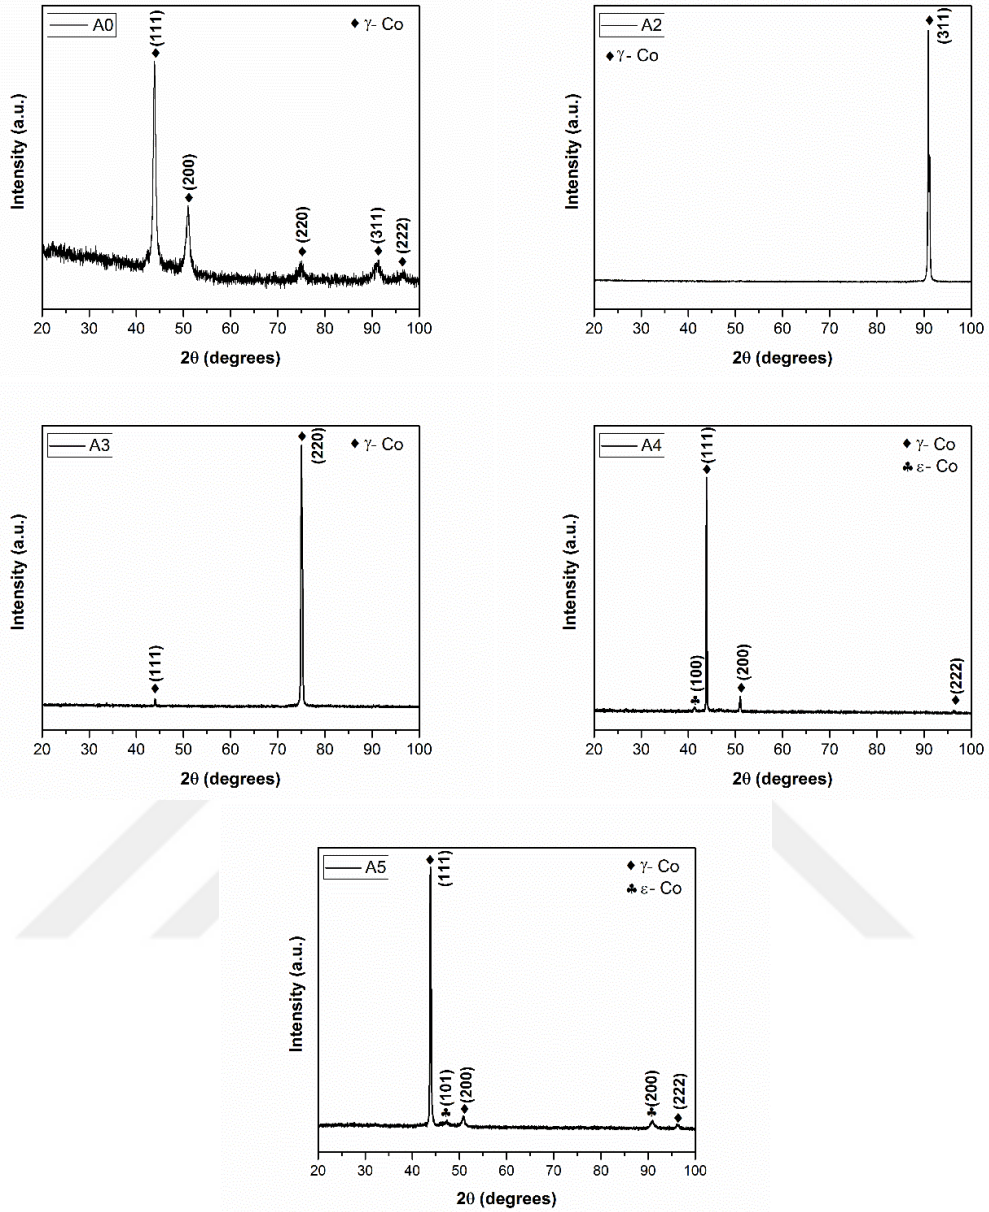 A0
γ- Co
(111)
(200)
(220)
(311)
(222)
Intensity (a.u.)
20 30 40 50 60 70 80 90 100
2θ (degrees)
A2
γ- Co
(311)
Intensity (a.u.)
20 30 40 50 60 70 80 90 100
2θ (degrees)
A3
γ- Co
(111)
(220)
Intensity (a.u.)
20 30 40 50 60 70 80 90 100
2θ (degrees)
A4
γ- Co
ε- Co
(100)
(111)
(200)
(222)
Intensity (a.u.)
20 30 40 50 60 70 80 90 100
2θ (degrees)
A5
γ- Co
ε- Co
(111)
(101)
(200)
(200)
(222)
Intensity (a.u.)
20 30 40 50 60 70 80 90 100
2θ (degrees)